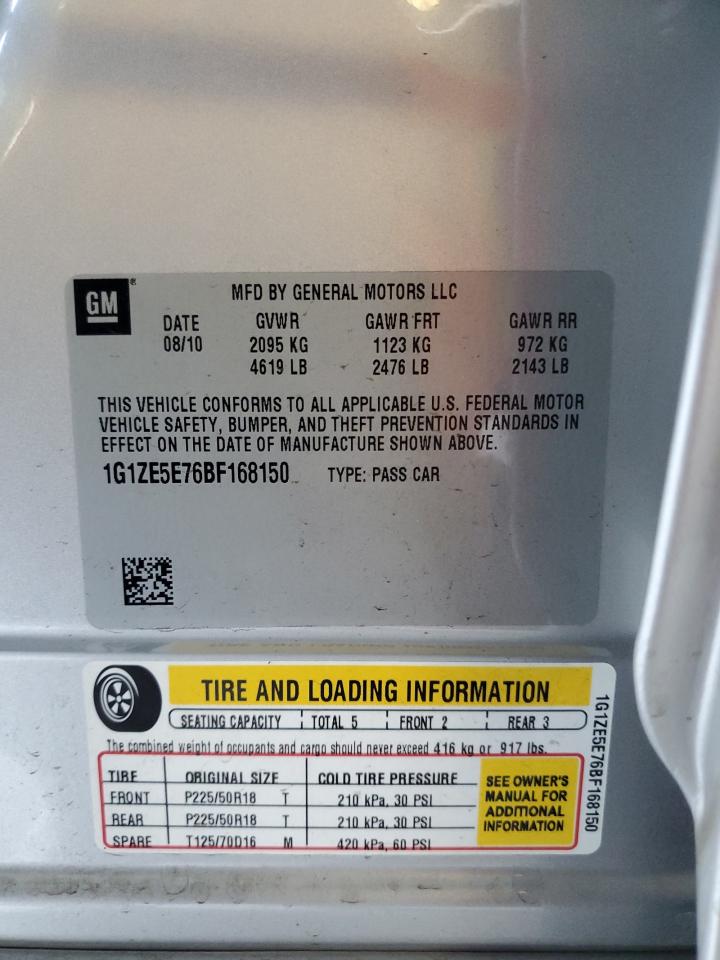 GM ®
MFD BY GENERAL MOTORS LLC
DATE GVWR GAWR FRT GAWR RR
08/10 2095 KG 1123 KG 972 KG
4619 LB 2476 LB 2143 LB
THIS VEHICLE CONFORMS TO ALL APPLICABLE U.S. FEDERAL MOTOR
VEHICLE SAFETY, BUMPER, AND THEFT PREVENTION STANDARDS IN
EFFECT ON THE DATE OF MANUFACTURE SHOWN ABOVE.
1G1ZE5E76BF168150 TYPE: PASS CAR
TIRE AND LOADING INFORMATION
SEATING CAPACITY TOTAL 5 FRONT 2 REAR 3
The combined weight of occupants and cargo should never exceed 416 kg or 917 lbs.
TIRE ORIGINAL SIZE COLD TIRE PRESSURE
FRONT P225/50R18 T 210 kPa, 30 PSI
REAR P225/50R18 T 210 kPa, 30 PSI
SPARE T125/70D16 M 420 kPa, 60 PSI
SEE OWNER'S
MANUAL FOR
ADDITIONAL
INFORMATION
1G1ZE5E76BF168150